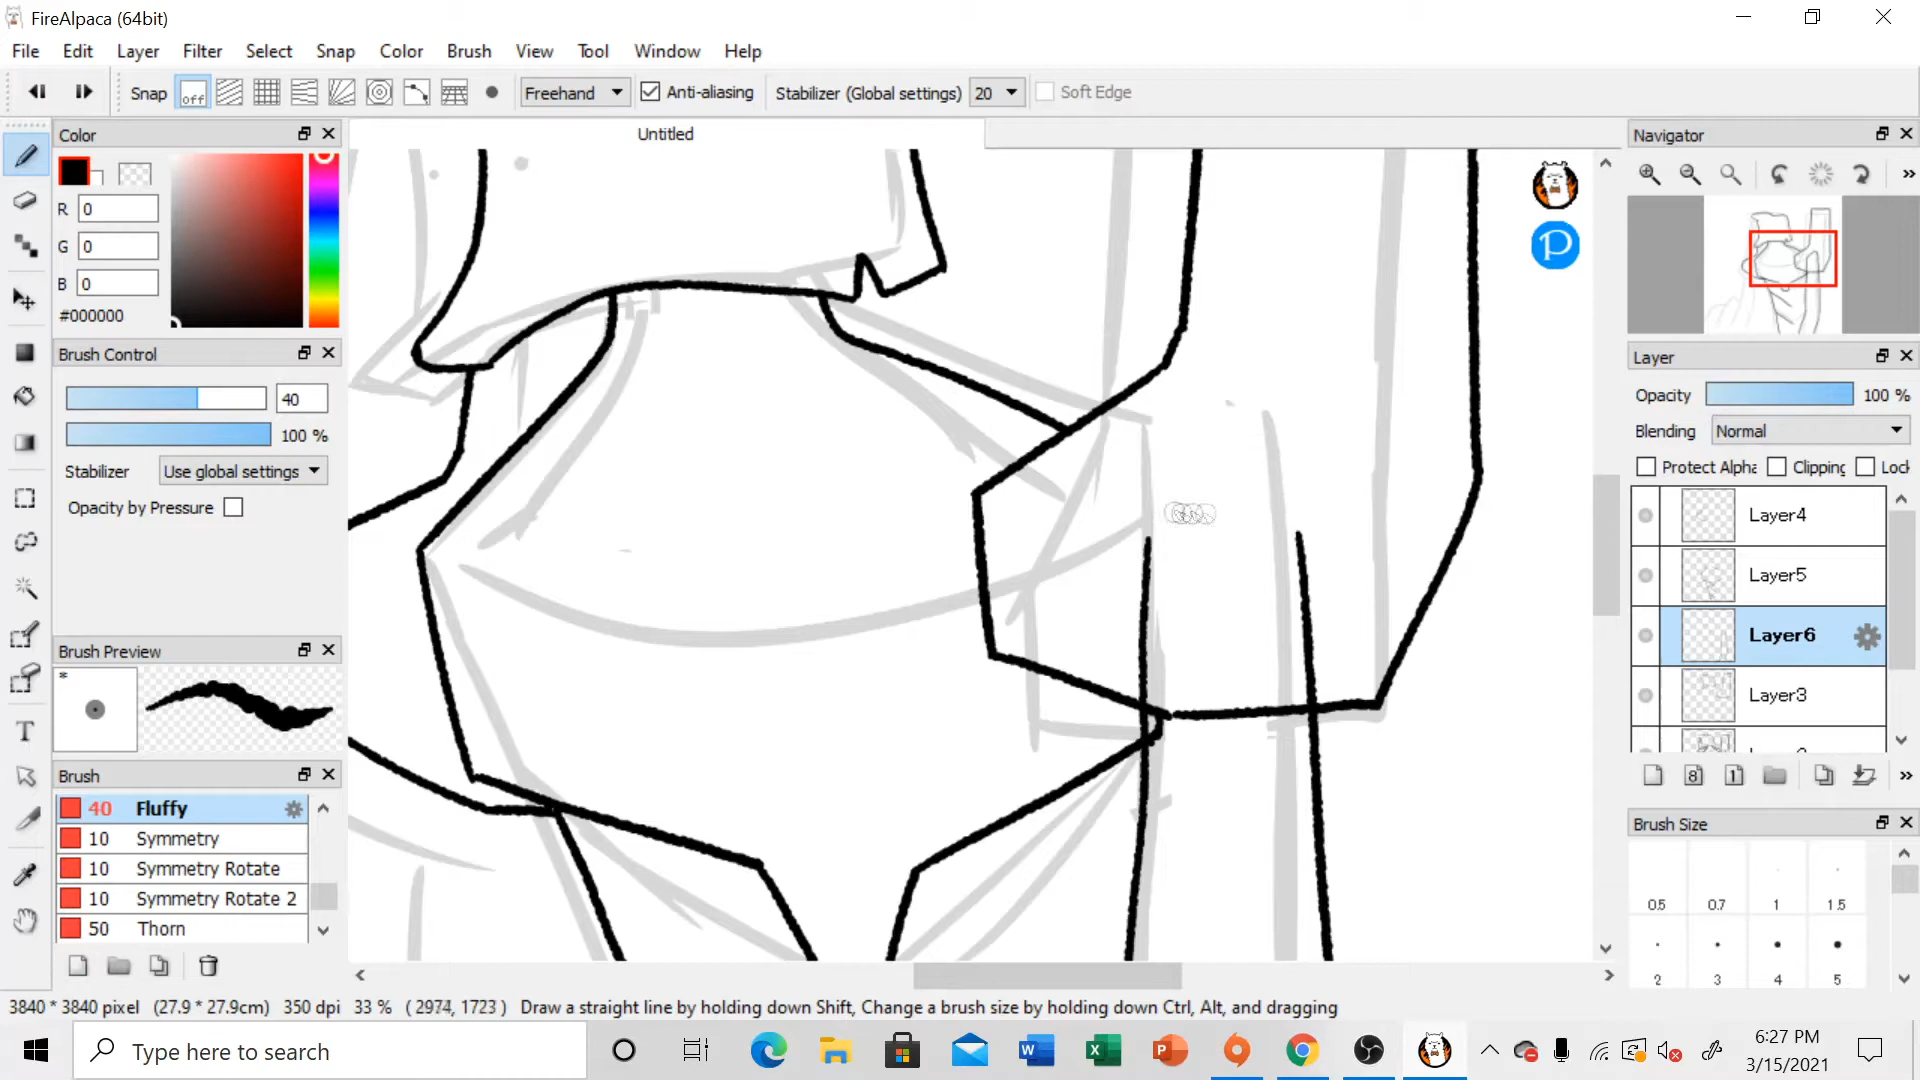 FireAlpaca (64bit)
File Edit Layer Filter Select Snap Color Brush View Tool Window Help
Snap off Freehand Anti-aliasing Stabilizer (Global settings) 20 Soft Edge
Color
Untitled
Navigator
R 0
G 0
B 0
#000000
Brush Control
40
100 %
Stabilizer Use global settings
Opacity by Pressure
Layer
Opacity 100 %
Blending Normal
Protect Alpha Clipping Lock
Layer4
Layer5
Layer6
Layer3
8 1
Brush Preview
*
Brush
40 Fluffy
10 Symmetry
10 Symmetry Rotate
10 Symmetry Rotate 2
50 Thorn
T
P
Brush Size
0.5 0.7 1 1.5
2 3 4 5
3840 * 3840 pixel (27.9 * 27.9cm) 350 dpi 33 % ( 2974, 1723 ) Draw a straight line by holding down Shift, Change a brush size by holding down Ctrl, Alt, and dragging
Type here to search
6:27 PM
3/15/2021